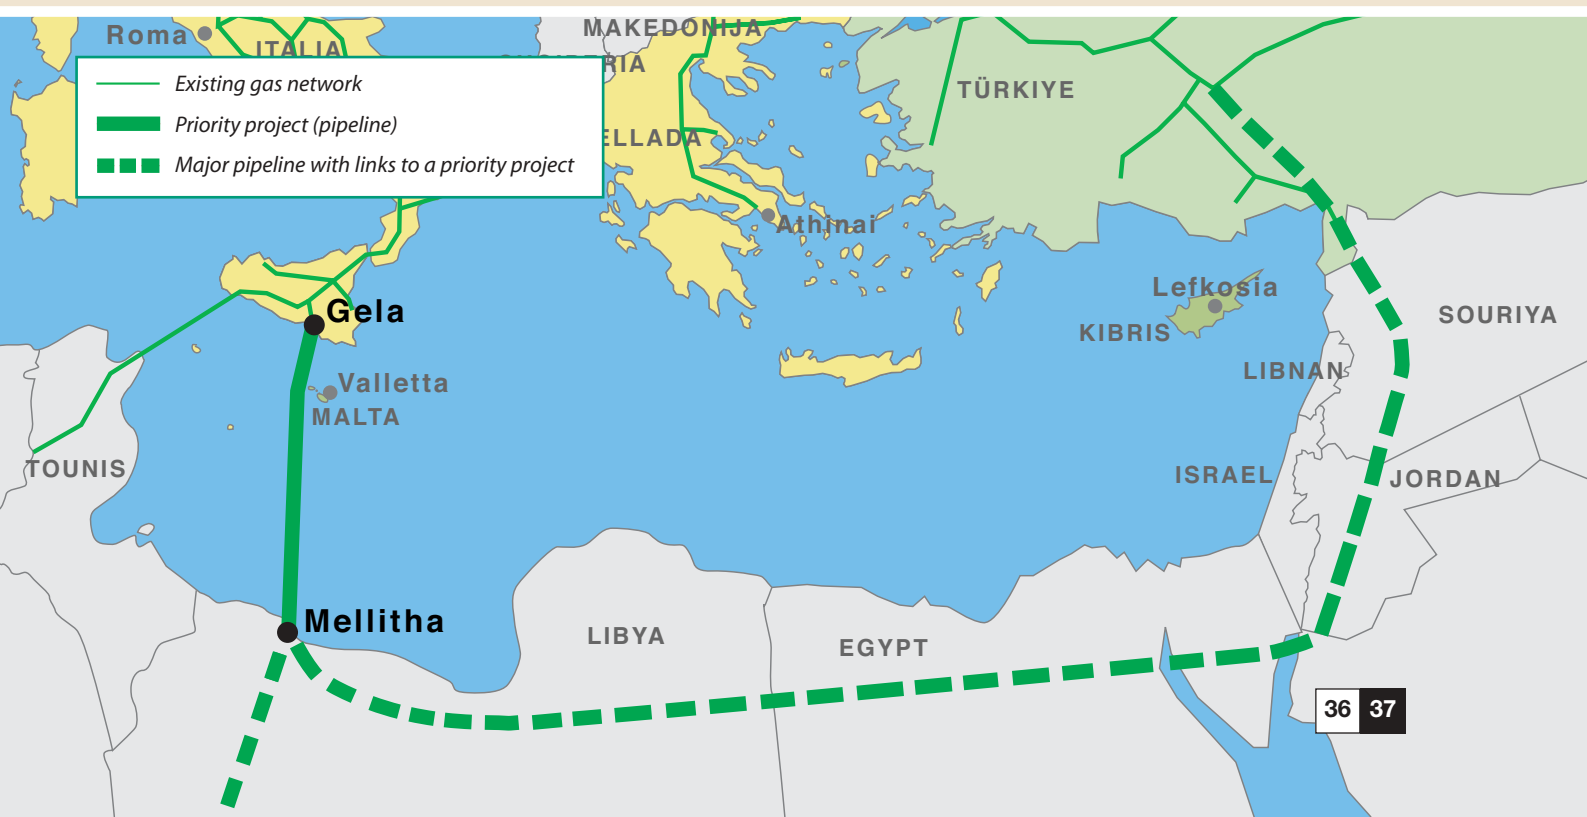 MAKEDONIJA
Roma
ITALIA
RIA
Existing gas network
TÜRKIYE
Priority project (pipeline)
ELLADA
Major pipeline with links to a priority project
Athinai
Lefkosia
Gela
SOURIYA
KIBRIS
LIBNAN
Valletta
MALTA
TOUNIS
ISRAEL
JORDAN
Mellitha
LIBYA
EGYPT
36 37